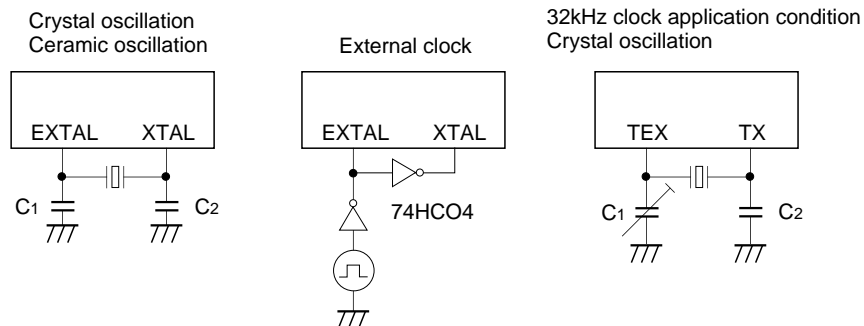 Crystal oscillation
Ceramic oscillation
EXTAL XTAL
C1 C2
External clock
EXTAL XTAL
74HCO4
32kHz clock application condition
Crystal oscillation
TEX TX
C1 C2